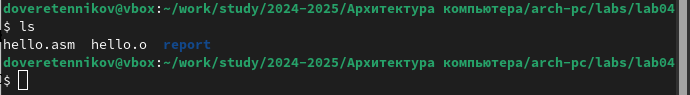 doveretennikov@vbox:~/work/study/2024-2025/Архитектура компьютера/arch-pc/labs/lab04
$ ls
hello.asm  hello.o  report
doveretennikov@vbox:~/work/study/2024-2025/Архитектура компьютера/arch-pc/labs/lab04
$